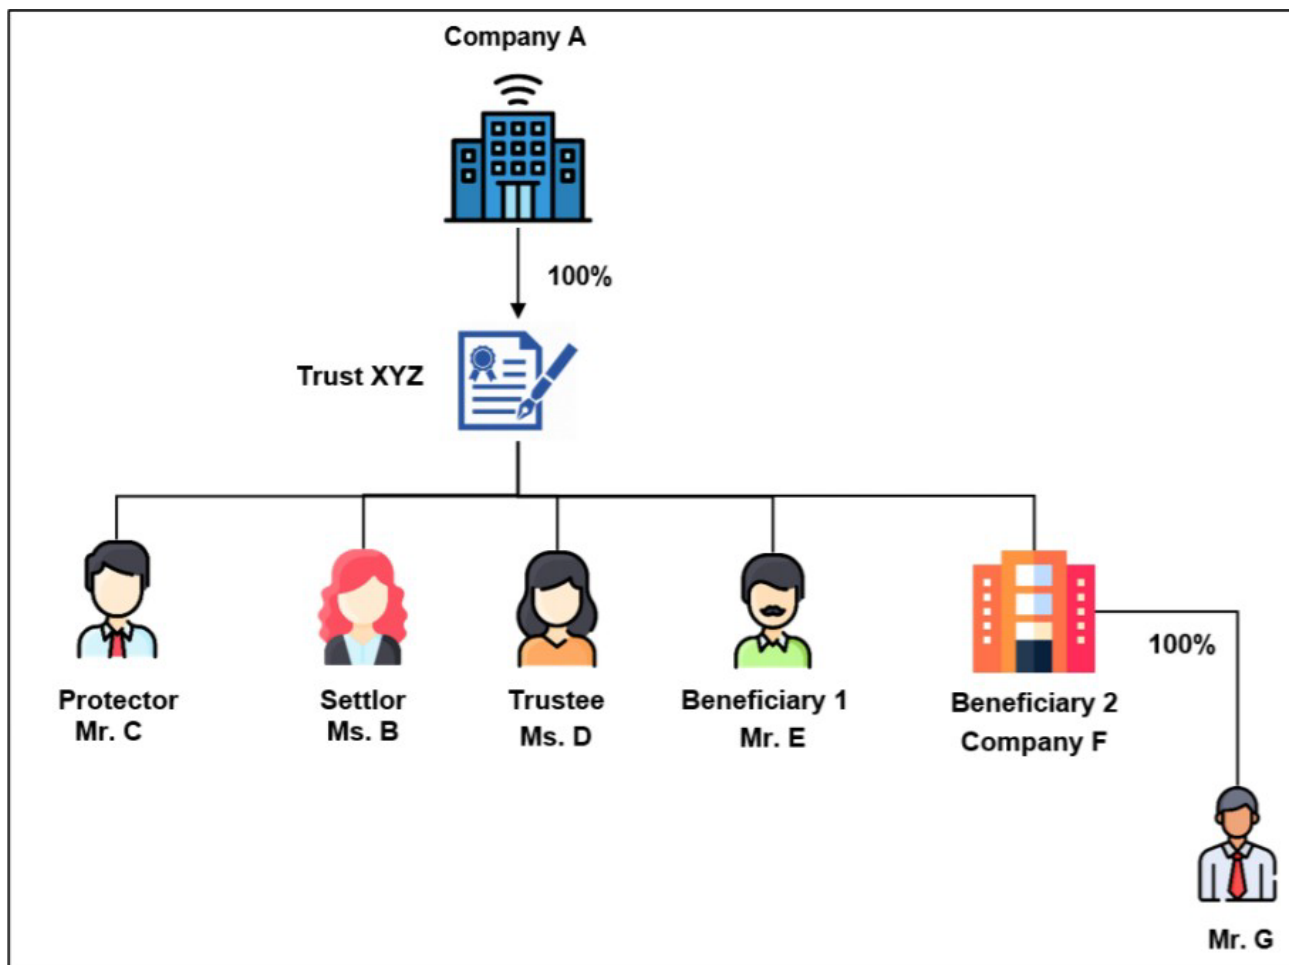 Company A
100%
Trust XYZ
Protector
Mr. C
Settlor
Ms. B
Trustee
Ms. D
Beneficiary 1
Mr. E
Beneficiary 2
Company F
100%
Mr. G